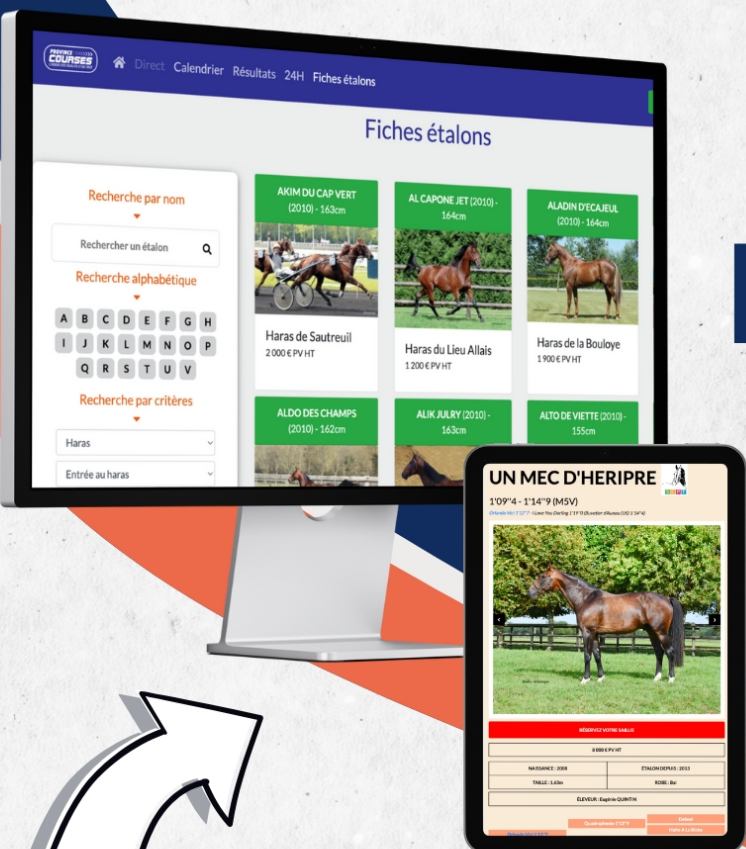 PROVINCE
COURSES
Direct Calendrier Résultats 24H Fiches étalons
Fiches étalons
Recherche par nom
Rechercher un étalon
Recherche alphabétique
A B C D E F G H
I J K L M N O P
Q R S T U V
Recherche par critères
Haras
Entrée au haras
AKIM DU CAP VERT
(2010) - 163cm
Haras de Sautreuil
2 000 € PV HT
AL CAPONE JET (2010) -
164cm
Haras du Lieu Allais
1 200 € PV HT
ALADIN D'ECAJEUL
(2010) - 164cm
Haras de la Bouloye
1 900 € PV HT
ALDO DES CHAMPS
(2010) - 162cm
ALIK JULRY (2010) -
163cm
ALTO DE VIETTE (2010) -
155cm
UN MEC D'HERIPRE
1'09''4 - 1'14''9 (M5V)
RÉSERVEZ VOTRE SAILLIE
8 000 € PV HT
NAISSANCE : 2008
ÉTALON DEPUIS : 2013
TAILLE : 1.63m
ROBE : Bai
ÉLEVEUR : Eugénie QUINTIN